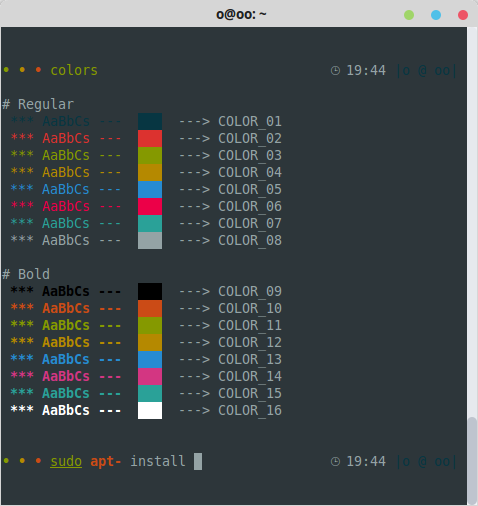 o@oo: ~
• • • colors 19:44 |o @ oo|
# Regular
*** AaBbCs --- ---> COLOR_01
*** AaBbCs --- ---> COLOR_02
*** AaBbCs --- ---> COLOR_03
*** AaBbCs --- ---> COLOR_04
*** AaBbCs --- ---> COLOR_05
*** AaBbCs --- ---> COLOR_06
*** AaBbCs --- ---> COLOR_07
*** AaBbCs --- ---> COLOR_08
# Bold
*** AaBbCs --- ---> COLOR_09
*** AaBbCs --- ---> COLOR_10
*** AaBbCs --- ---> COLOR_11
*** AaBbCs --- ---> COLOR_12
*** AaBbCs --- ---> COLOR_13
*** AaBbCs --- ---> COLOR_14
*** AaBbCs --- ---> COLOR_15
*** AaBbCs --- ---> COLOR_16
• • • sudo apt- install 19:44 |o @ oo|